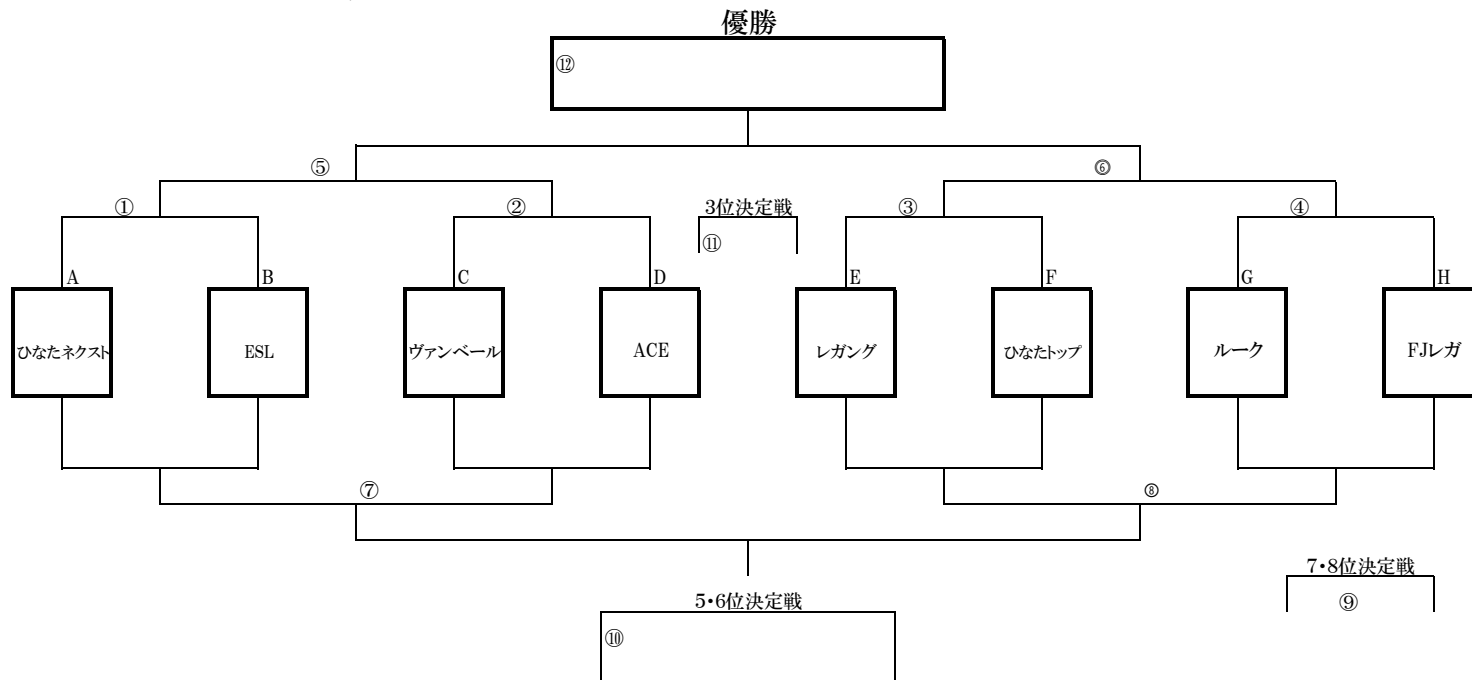 優勝
⑫
⑤ ⑥
① ② 3位決定戦 ③ ④
⑪
A B C D E F G H
ひなたネクスト ESL ヴァンベール ACE レガング ひなたトップ ルーク FJレガ
⑦ ⑧
7・8位決定戦
5・6位決定戦 ⑨
⑩